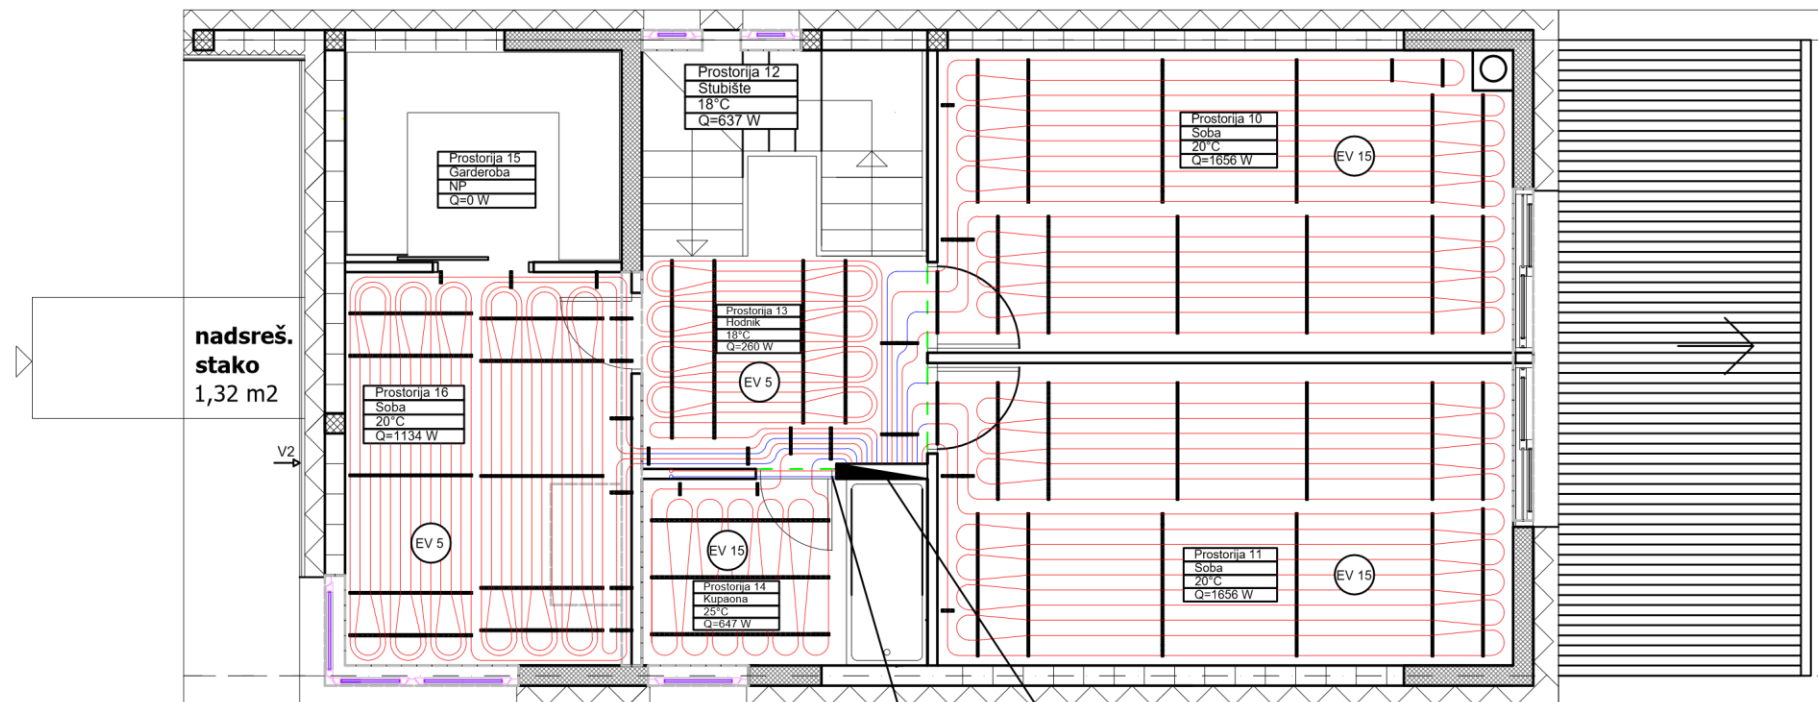 Prostorija 12
Stubište
18°C
Q=637 W
Prostorija 10
Soba
20°C
Q=1656 W
EV 15
Prostorija 15
Garderoba
NP
Q=0 W
Prostorija 13
Hodnik
18°C
Q=260 W
EV 5
nadsreš.
stako
1,32 m2
Prostorija 16
Soba
20°C
Q=1134 W
V2
EV 5
EV 15
Prostorija 14
Kupaona
25°C
Q=647 W
Prostorija 11
Soba
20°C
Q=1656 W
EV 15